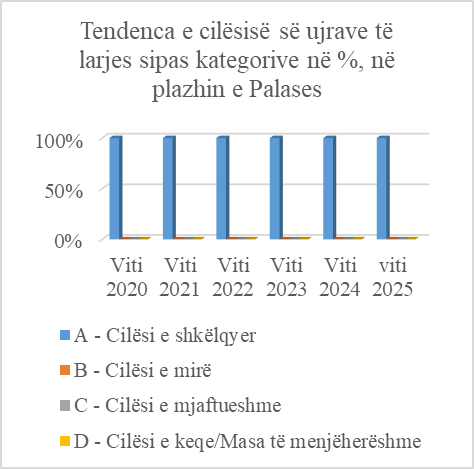 Tendenca e cilësisë së ujrave të
larjes sipas kategorive në %, në
plazhin e Palases
100%
50%
0%
Viti 2020
Viti 2021
Viti 2022
Viti 2023
Viti 2024
viti 2025
A - Cilësi e shkëlqyer
B - Cilësi e mirë
C - Cilësi e mjaftueshme
D - Cilësi e keqe/Masa të menjëherëshme